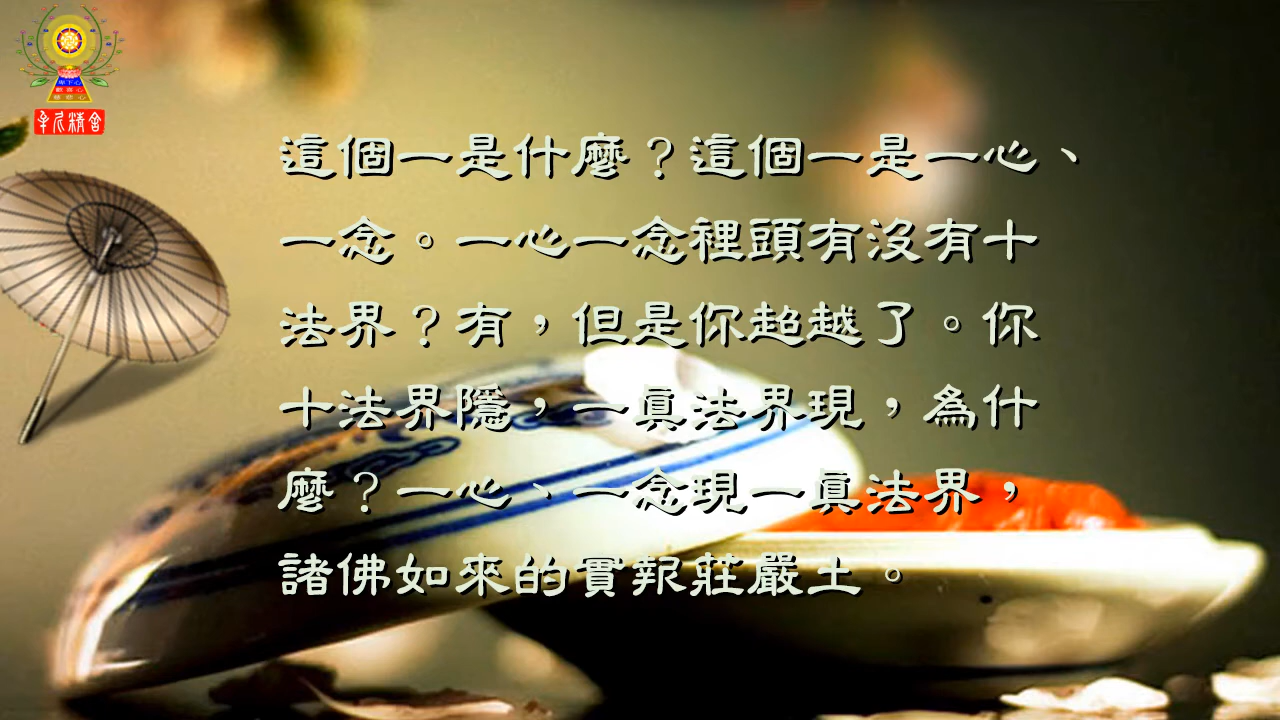 這個一是什麼？這個一是一心、
一念。一心一念裡頭有沒有十
法界？有，但是你超越了。你
十法界隱，一真法界現，為什
麼？一心、一念現一真法界，
諸佛如來的實報莊嚴土。